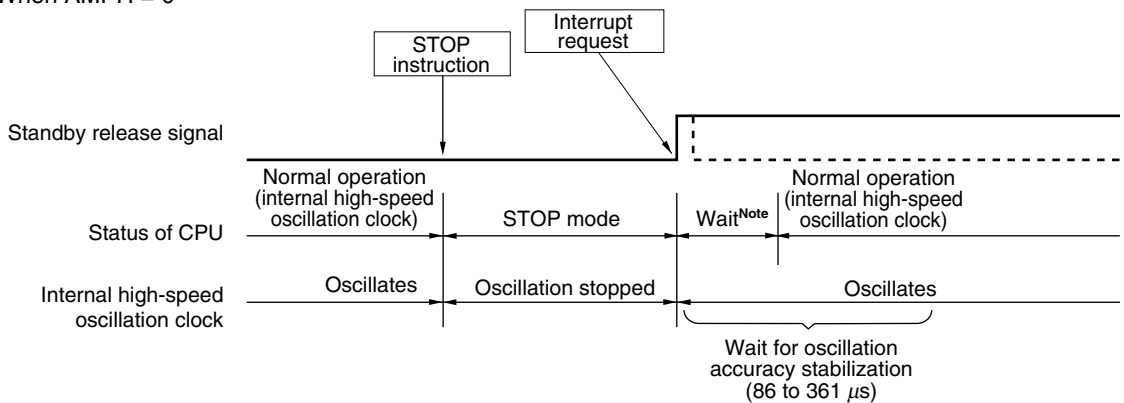 When AMPH = 0
Interrupt
request
STOP
instruction
Standby release signal
Normal operation
(internal high-speed
oscillation clock)
Normal operation
(internal high-speed
oscillation clock)
Status of CPU
STOP mode
WaitNote
Internal high-speed
oscillation clock
Oscillates
Oscillation stopped
Oscillates
Wait for oscillation
accuracy stabilization
(86 to 361 μs)